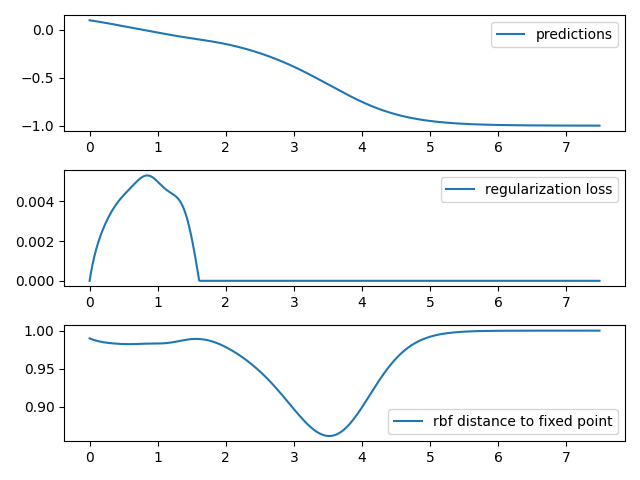 0.0
−0.5
−1.0
predictions
0 1 2 3 4 5 6 7
0.004
0.002
0.000
regularization loss
0 1 2 3 4 5 6 7
1.00
0.95
0.90
rbf distance to fixed point
0 1 2 3 4 5 6 7